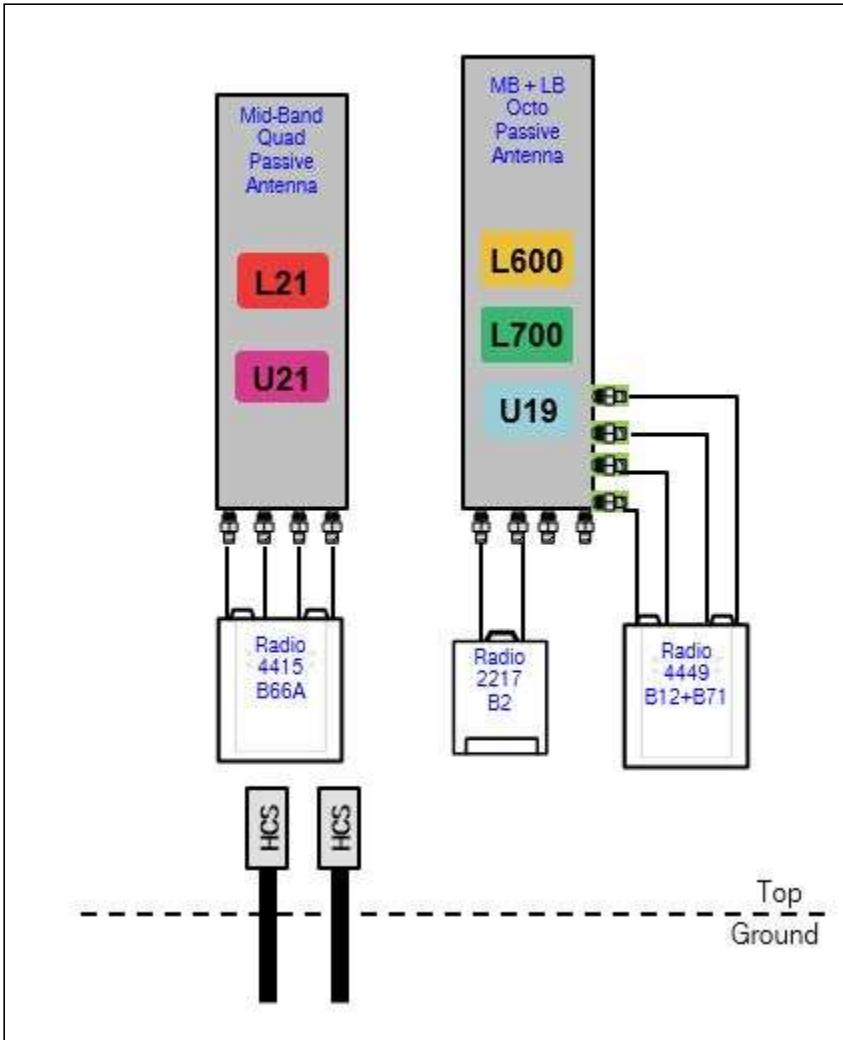 Mid-Band
Quad
Passive
Antenna
L21
U21
MB + LB
Octo
Passive
Antenna
L600
L700
U19
Radio
4415
B66A
Radio
2217
B2
Radio
4449
B12+B71
HCS
HCS
Top
Ground